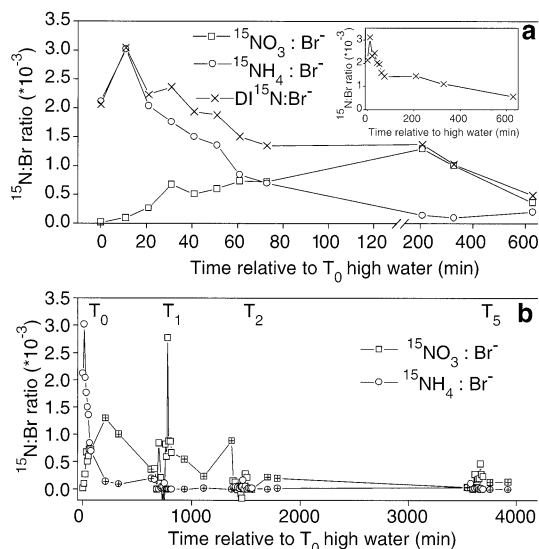 3.5
3.0
2.5
2.0
1.5
1.0
0.5
0.0
¹⁵N:Br ratio (*10⁻³)
¹⁵NO₃ : Br⁻
¹⁵NH₄ : Br⁻
DI¹⁵N:Br⁻
a
3
2
1
0
¹⁵N:Br ratio (*10⁻³)
0 200 400 600
Time relative to high water (min)
0 20 40 60 80 100 120 200 400 600
Time relative to T₀ high water (min)
3.5
3.0
2.5
2.0
1.5
1.0
0.5
0.0
¹⁵N:Br ratio (*10⁻³)
T₀ T₁ T₂ T₅ b
¹⁵NO₃ : Br⁻
¹⁵NH₄ : Br⁻
0 1000 2000 3000 4000
Time relative to T₀ high water (min)